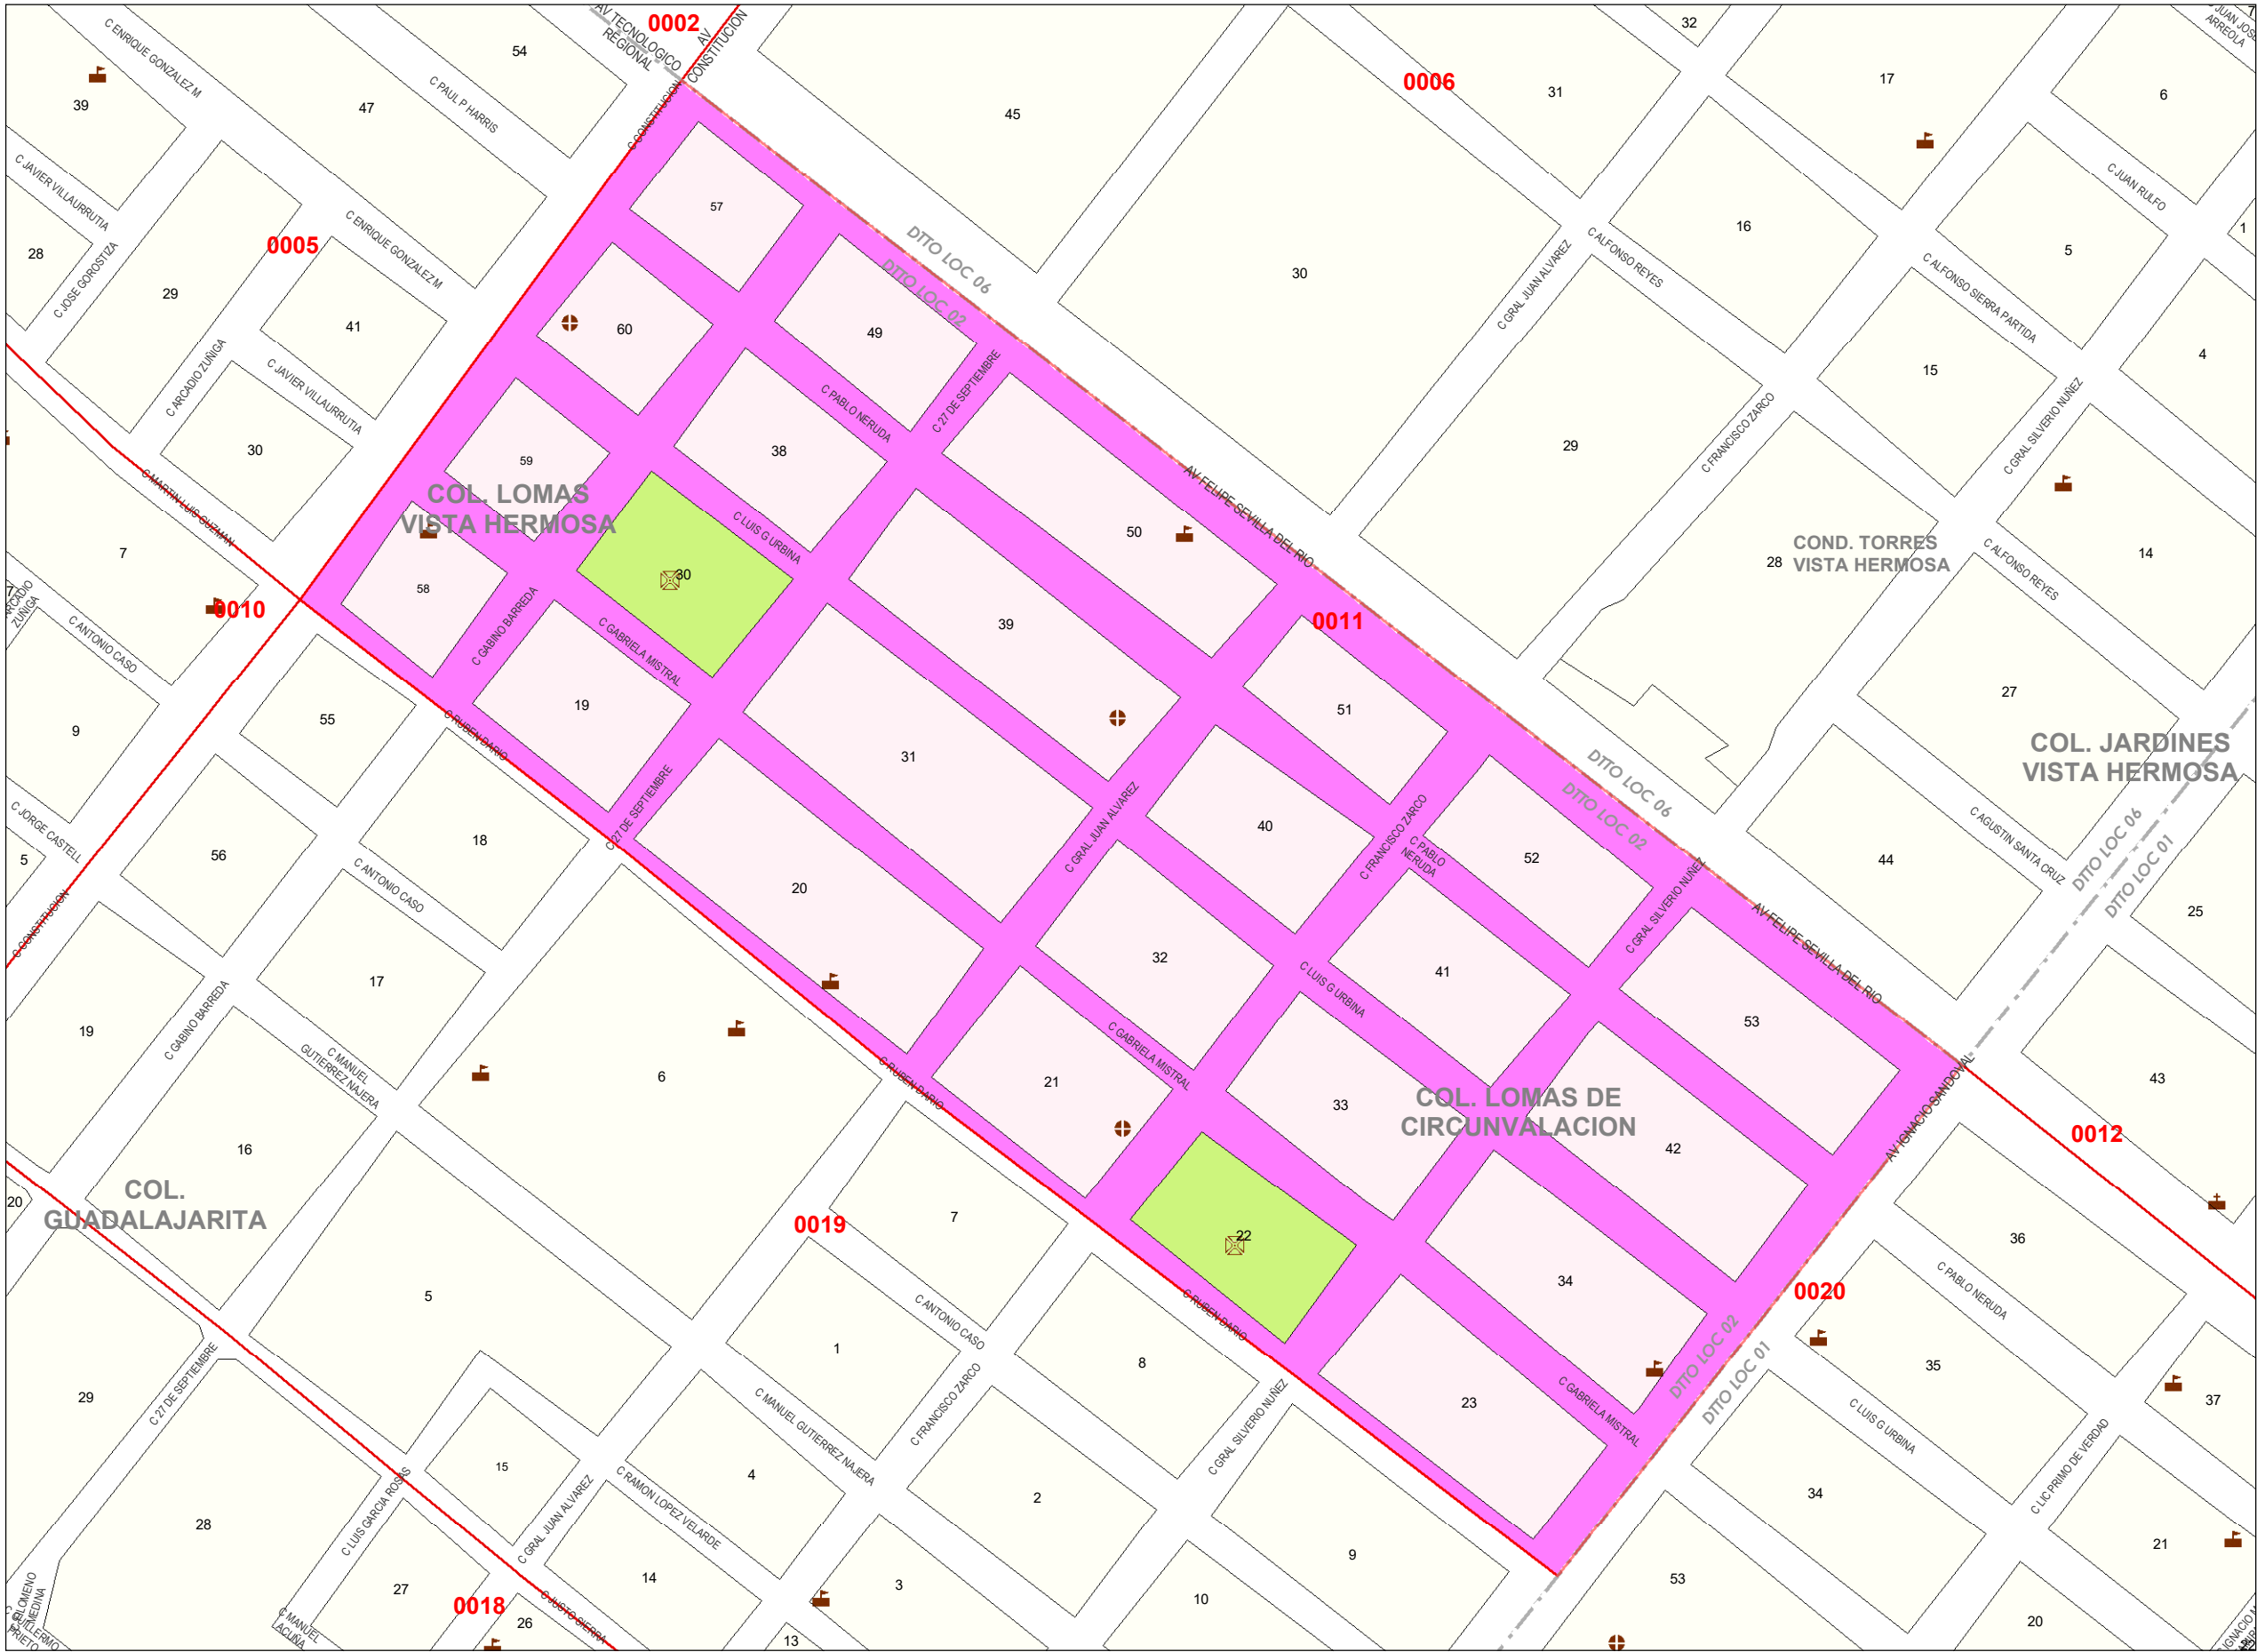 0002
AV TECNOLOGICO
REGIONAL
AV
CONSTITUCION
C ENRIQUE GONZALEZ M
54
32
17
C JUAN JOSE
ARREOLA
39
47
C PAUL P HARRIS
C CONSTITUCION
45
0006
31
6
C JAVIER VILLAURRUTIA
C JUAN RULFO
57
28
C JOSE GOROSTIZA
0005
C ENRIQUE GONZALEZ M
DTTO LOC 06
DTTO LOC 02
30
16
C ALFONSO REYES
C ALFONSO SIERRA PARTIDA
5
1
29
41
60
49
C GRAL JUAN ALVAREZ
15
4
C ARCADIO ZUÑIGA
C JAVIER VILLAURRUTIA
30
59
38
C PABLO NERUDA
C 27 DE SEPTIEMBRE
29
C FRANCISCO ZARCO
C GRAL SILVERIO NUÑEZ
COL. LOMAS
VISTA HERMOSA
C MARTIN LUIS GUZMAN
C LUIS G URBINA
AV FELIPE SEVILLA DEL RIO
50
COND. TORRES
VISTA HERMOSA
28
C ALFONSO REYES
14
7
58
30
0010
7
C ARCADIO
ZUÑIGA
C ANTONIO CASO
C GABINO BARREDA
C GABRIELA MISTRAL
39
0011
27
9
55
C RUBEN DARIO
19
51
31
COL. JARDINES
VISTA HERMOSA
C 27 DE SEPTIEMBRE
DTTO LOC 06
DTTO LOC 02
C JORGE CASTELL
5
56
18
C ANTONIO CASO
20
C GRAL JUAN ALVAREZ
40
C FRANCISCO ZARCO
C PABLO
NERUDA
52
C GRAL SILVERIO NUÑEZ
44
C AGUSTIN SANTA CRUZ
DTTO LOC 06
DTTO LOC 01
25
C CONSTITUCION
17
32
C LUIS G URBINA
41
AV FELIPE SEVILLA DEL RIO
19
C GABINO BARREDA
C MANUEL
GUTIERREZ NAJERA
6
C RUBEN DARIO
21
C GABRIELA MISTRAL
33
COL. LOMAS DE
CIRCUNVALACION
53
AV IGNACIO SANDOVAL
43
16
42
0012
COL.
GUADALAJARITA
20
0019
7
22
36
5
C ANTONIO CASO
C RUBEN DARIO
34
0020
C PABLO NERUDA
C 27 DE SEPTIEMBRE
29
1
8
DTTO LOC 02
DTTO LOC 01
35
C LUIS G URBINA
37
C MANUEL GUTIERREZ NAJERA
C FRANCISCO ZARCO
C GRAL SILVERIO NUÑEZ
23
C GABRIELA MISTRAL
C LIC PRIMO DE VERDAD
15
4
C RAMON LOPEZ VELARDE
2
34
28
C LUIS GARCIA ROSAS
C GRAL JUAN ALVAREZ
9
21
27
14
3
10
53
0018
26
C JUSTO SIERRA
13
20
C FILOMENO
MEDINA
C GUILLERMO
PRIETO
C MANUEL
ACUÑA